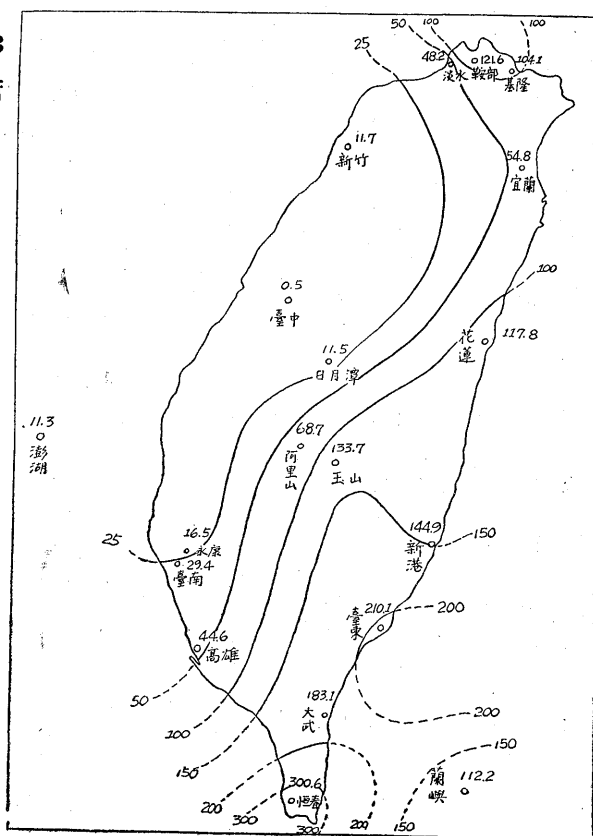 50
100
100
25
48.2
淡水
121.6
鞍部
104.1
基隆
11.7
新竹
54.8
宜蘭
0.5
臺中
100
花蓮
117.8
11.5
日月潭
11.3
澎湖
68.7
阿里山
133.7
玉山
144.9
新港
150
25
16.5
永康
29.4
臺南
210.1
臺東
200
44.6
高雄
50
183.1
大武
200
100
150
150
蘭嶼
112.2
300.6
恒春
200
300
300
200
150